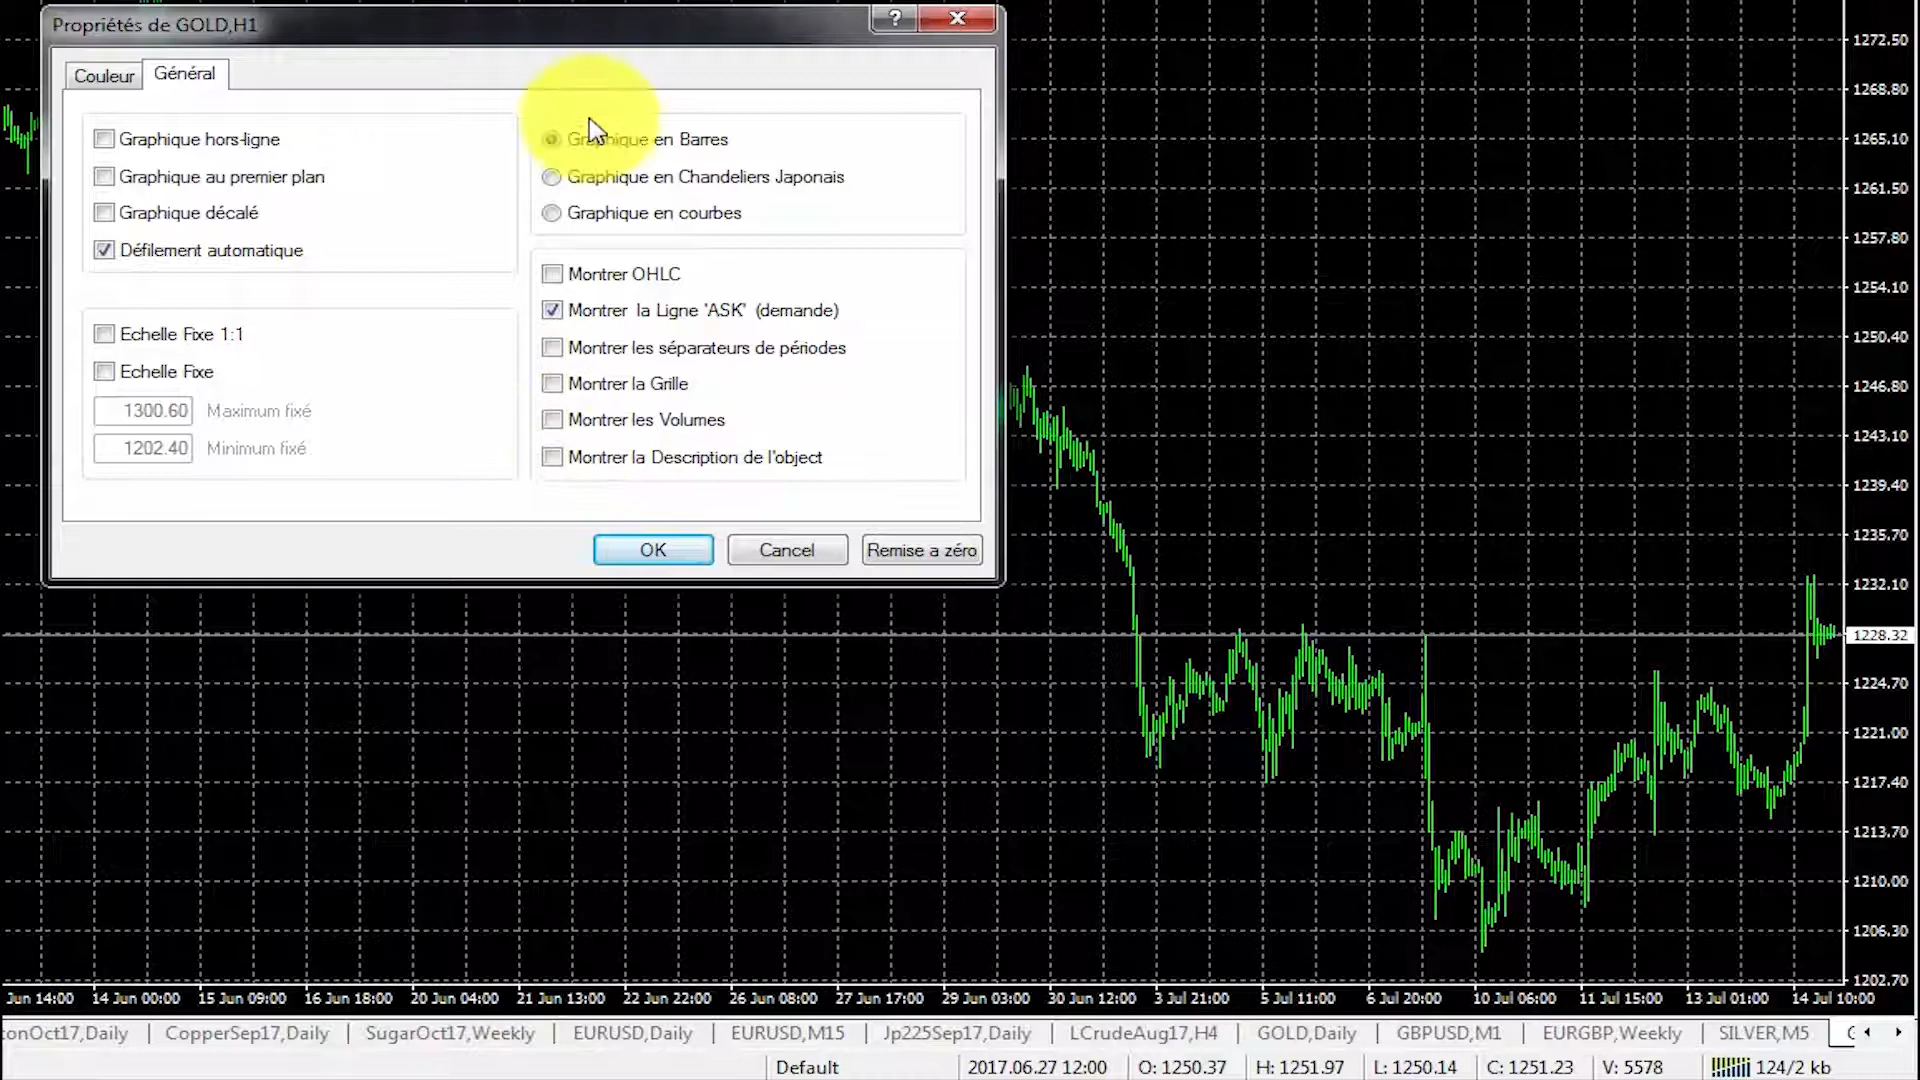 Propriétés de GOLD,H1
?
Couleur
Général
Graphique hors-ligne
Graphique au premier plan
Graphique décalé
Défilement automatique
Echelle Fixe 1:1
Echelle Fixe
1300.60 Maximum fixé
1202.40 Minimum fixé
Graphique en Barres
Graphique en Chandeliers Japonais
Graphique en courbes
Montrer OHLC
Montrer la Ligne 'ASK' (demande)
Montrer les séparateurs de périodes
Montrer la Grille
Montrer les Volumes
Montrer la Description de l'object
OK
Cancel
Remise a zéro
1272.50
1268.80
1265.10
1261.50
1257.80
1254.10
1250.40
1246.80
1243.10
1239.40
1235.70
1232.10
1228.32
1224.70
1221.00
1217.40
1213.70
1210.00
1206.30
1202.70
Jun 14:00 14 Jun 00:00 15 Jun 09:00 16 Jun 18:00 20 Jun 04:00 21 Jun 13:00 22 Jun 22:00 26 Jun 08:00 27 Jun 17:00 29 Jun 03:00 30 Jun 12:00 3 Jul 21:00 5 Jul 11:00 6 Jul 20:00 10 Jul 06:00 11 Jul 15:00 13 Jul 01:00 14 Jul 10:00
onOct17,Daily | CopperSep17,Daily | SugarOct17,Weekly | EURUSD,Daily | EURUSD,M15 | Jp225Sep17,Daily | LCrudeAug17,H4 | GOLD,Daily | GBPUSD,M1 | EURGBP,Weekly | SILVER,M5
Default 2017.06.27 12:00 O: 1250.37 H: 1251.97 L: 1250.14 C: 1251.23 V: 5578 124/2 kb